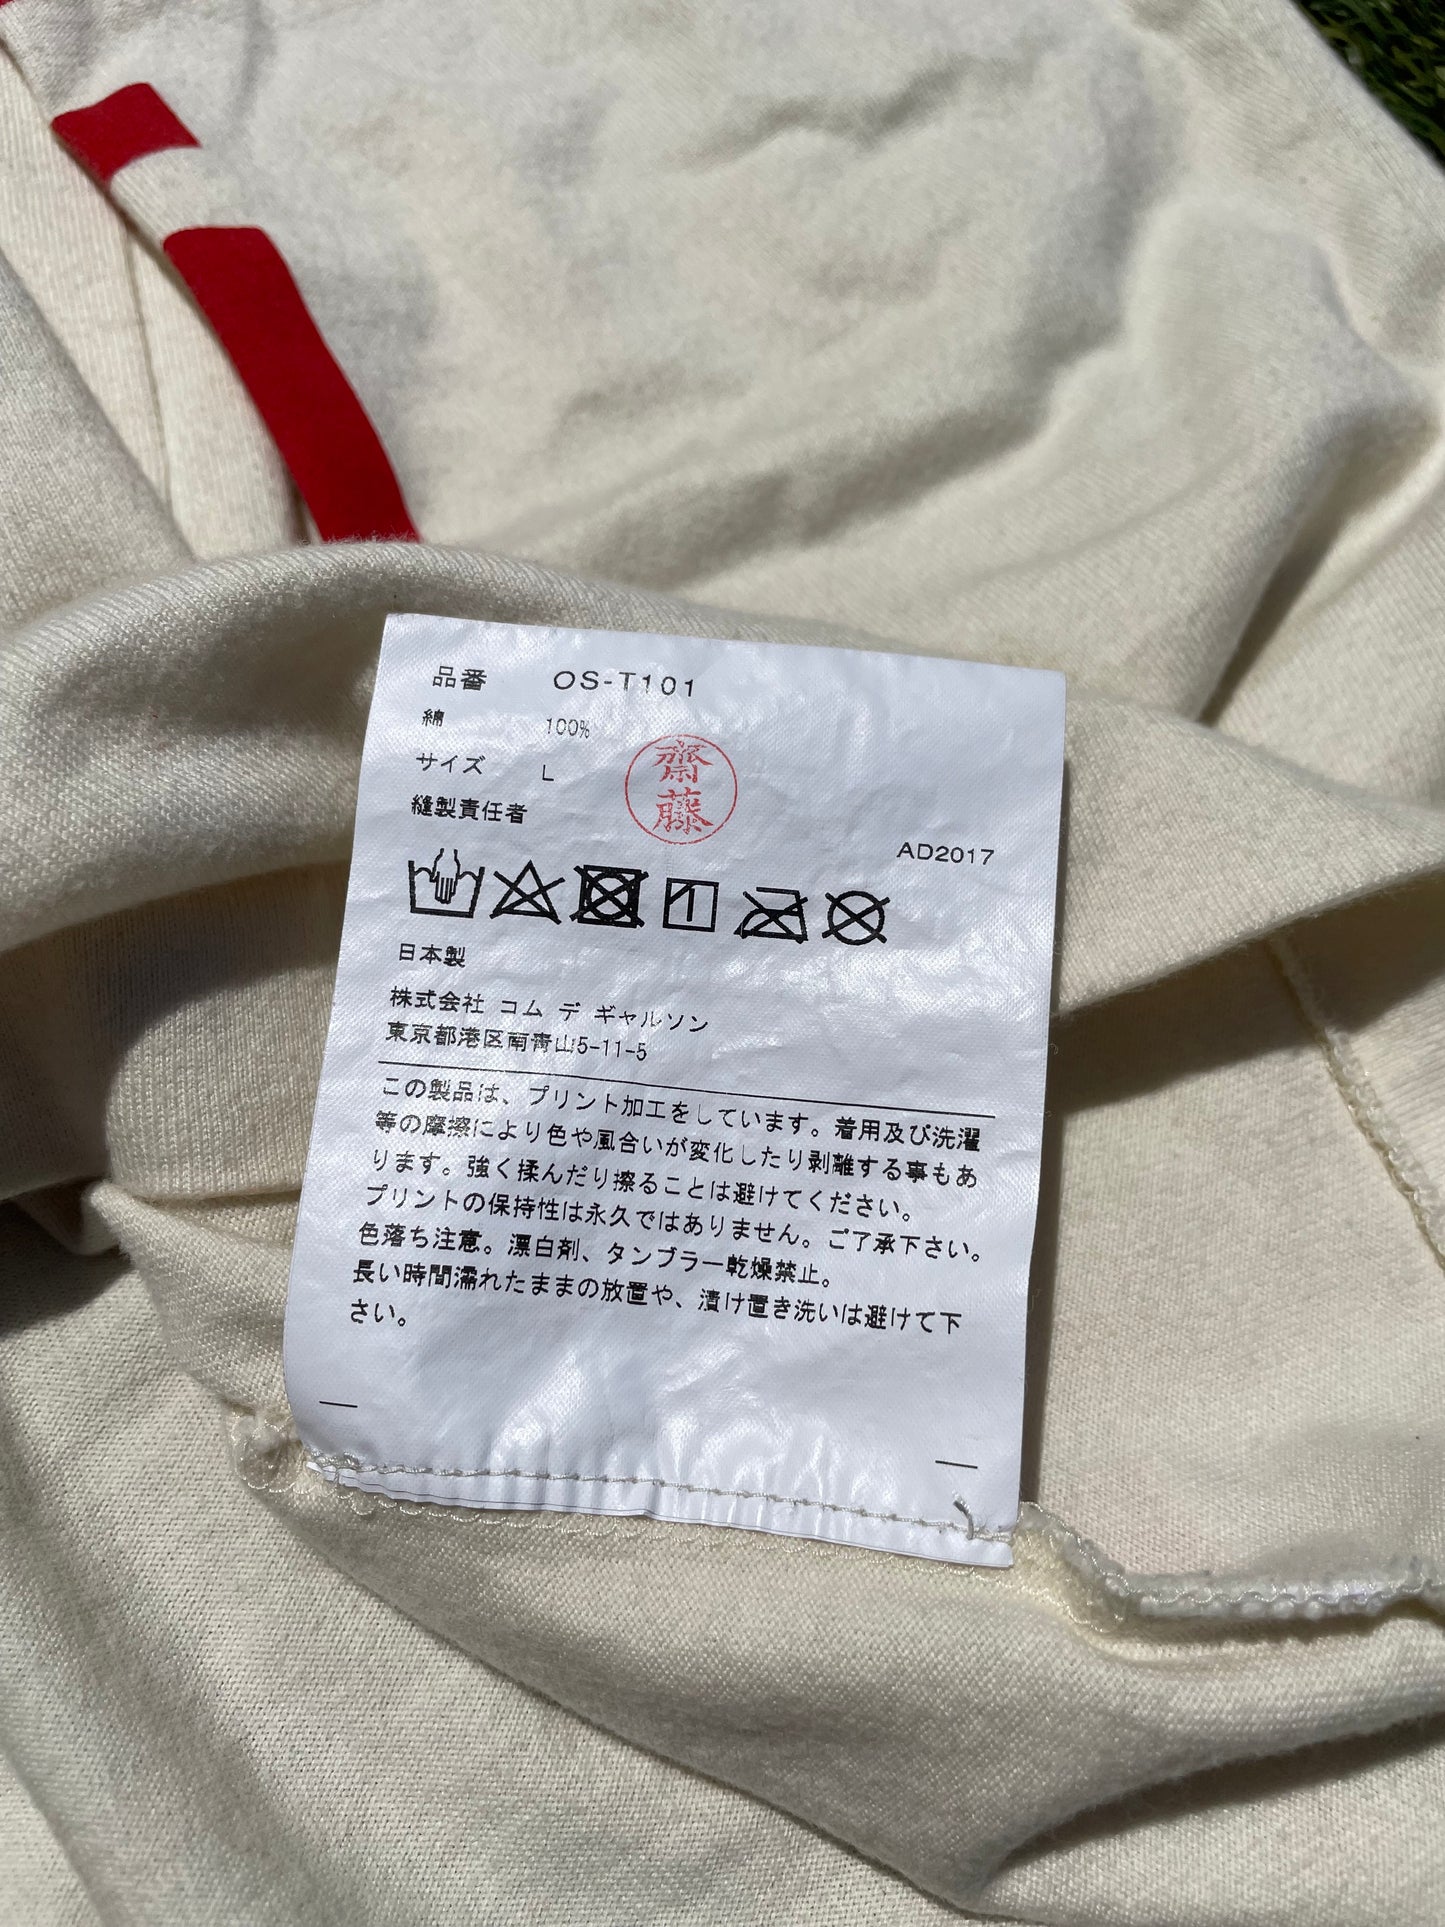 品番 OS-T101
綿 100%
サイズ L
縫製責任者
齋藤
AD2017
日本製
株式会社 コム デ ギャルソン
東京都港区南青山5-11-5
この製品は、プリント加工をしています。着用及び洗濯
等の摩擦により色や風合いが変化したり剥離する事もあ
ります。強く揉んだり擦ることは避けてください。
プリントの保持性は永久ではありません。ご了承下さい。
色落ち注意。漂白剤、タンブラー乾燥禁止。
長い時間濡れたままの放置や、漬け置き洗いは避けて下
さい。